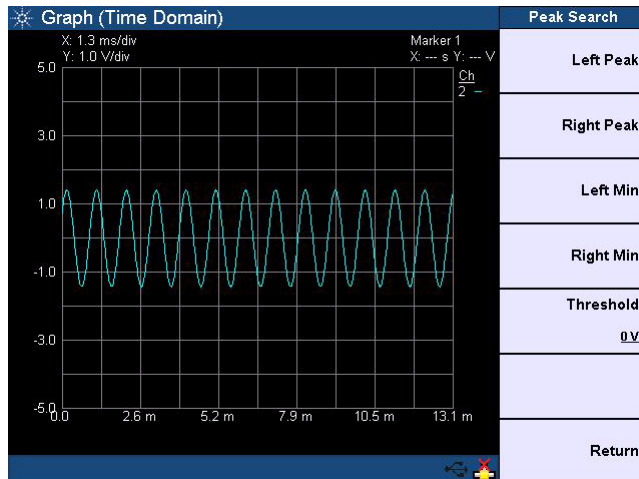 Graph (Time Domain)
Peak Search
X: 1.3 ms/div
Y: 1.0 V/div
Marker 1
X: --- s Y: --- V
Ch
2 –
5.0
3.0
1.0
-1.0
-3.0
-5.0
0.0
2.6 m
5.2 m
7.9 m
10.5 m
13.1 m
Left Peak
Right Peak
Left Min
Right Min
Threshold
0 V
Return